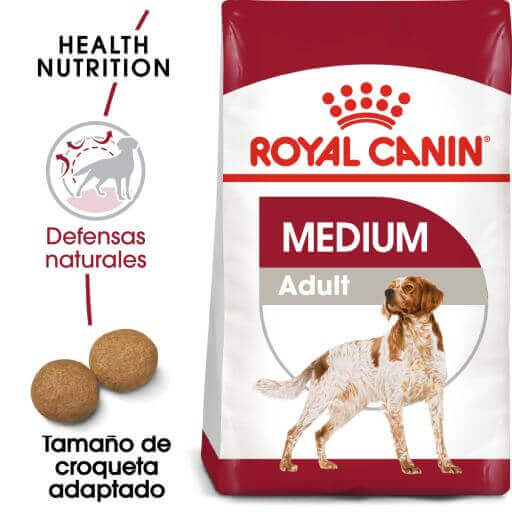 HEALTH
NUTRITION
Defensas
naturales
Tamaño de
croqueta
adaptado
ROYAL CANIN®
MEDIUM
Adult